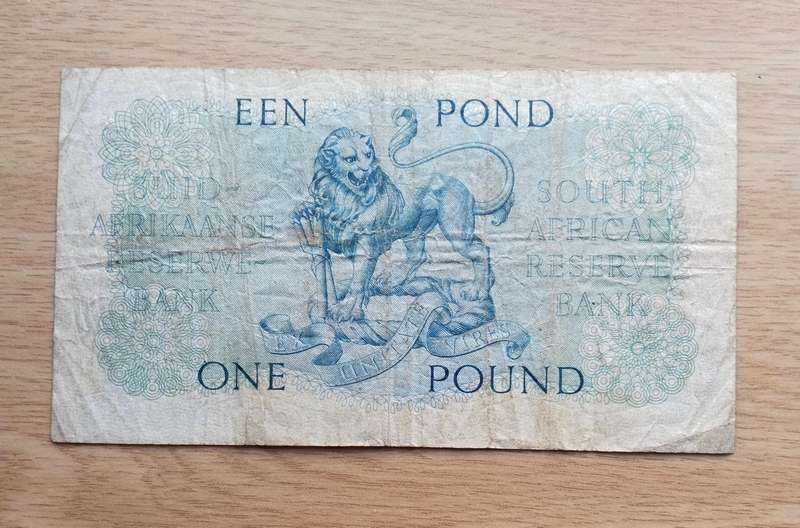 EEN POND
SUID-
AFRIKAANSE
RESERWE-
BANK
SOUTH
AFRICAN
RESERVE
BANK
EX UNITATE VIRES
ONE POUND